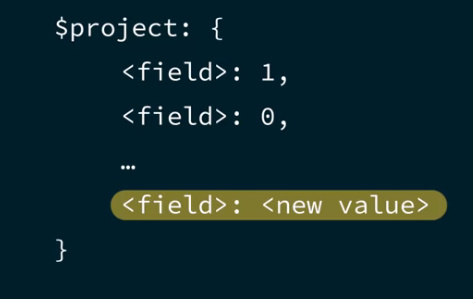 $project: {
<field>: 1,
<field>: 0,
…
<field>: <new value>
}